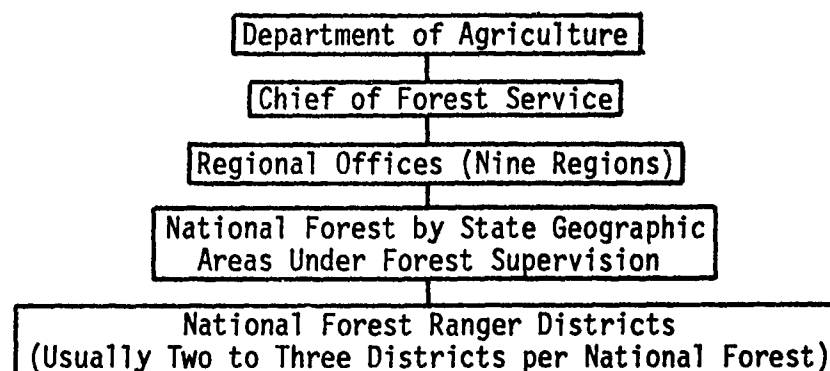 Department of Agriculture
Chief of Forest Service
Regional Offices (Nine Regions)
National Forest by State Geographic
Areas Under Forest Supervision
National Forest Ranger Districts
(Usually Two to Three Districts per National Forest)